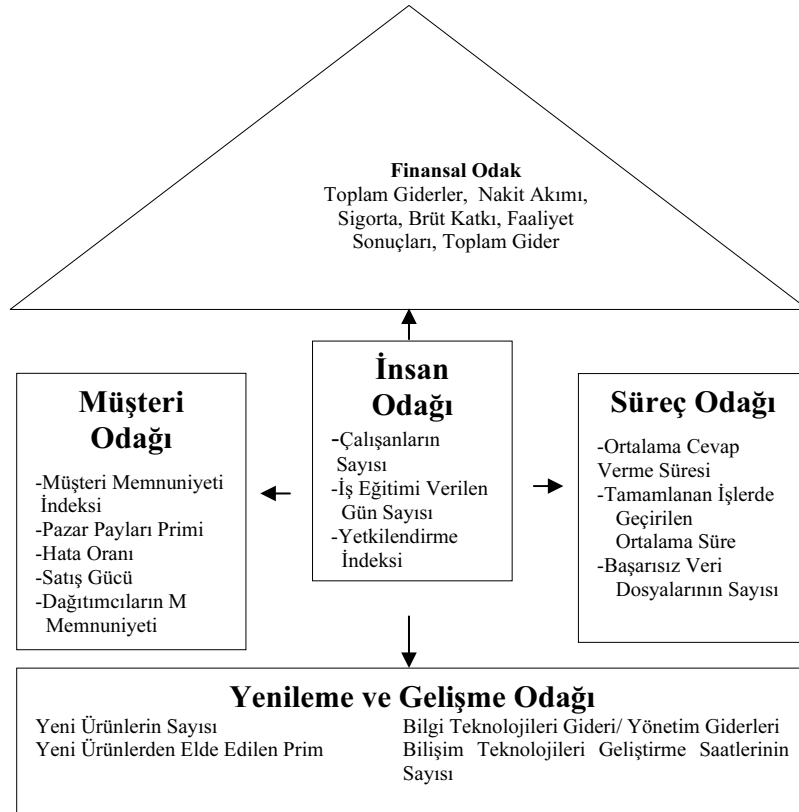 Finansal Odak
Toplam Giderler, Nakit Akımı,
Sigorta, Brüt Katkı, Faaliyet
Sonuçları, Toplam Gider
Müşteri
Odağı
-Müşteri Memnuniyeti
İndeksi
-Pazar Payları Primi
-Hata Oranı
-Satış Gücü
-Dağıtımcıların M
Memnuniyeti
İnsan
Odağı
-Çalışanların
Sayısı
-İş Eğitimi Verilen
Gün Sayısı
-Yetkilendirme
İndeksi
Süreç Odağı
-Ortalama Cevap
Verme Süresi
-Tamamlanan İşlerde
Geçirilen
Ortalama Süre
-Başarısız Veri
Dosyalarının Sayısı
Yenileme ve Gelişme Odağı
Yeni Ürünlerin Sayısı
Yeni Ürünlerden Elde Edilen Prim
Bilgi Teknolojileri Gideri/ Yönetim Giderleri
Bilişim Teknolojileri Geliştirme Saatlerinin
Sayısı